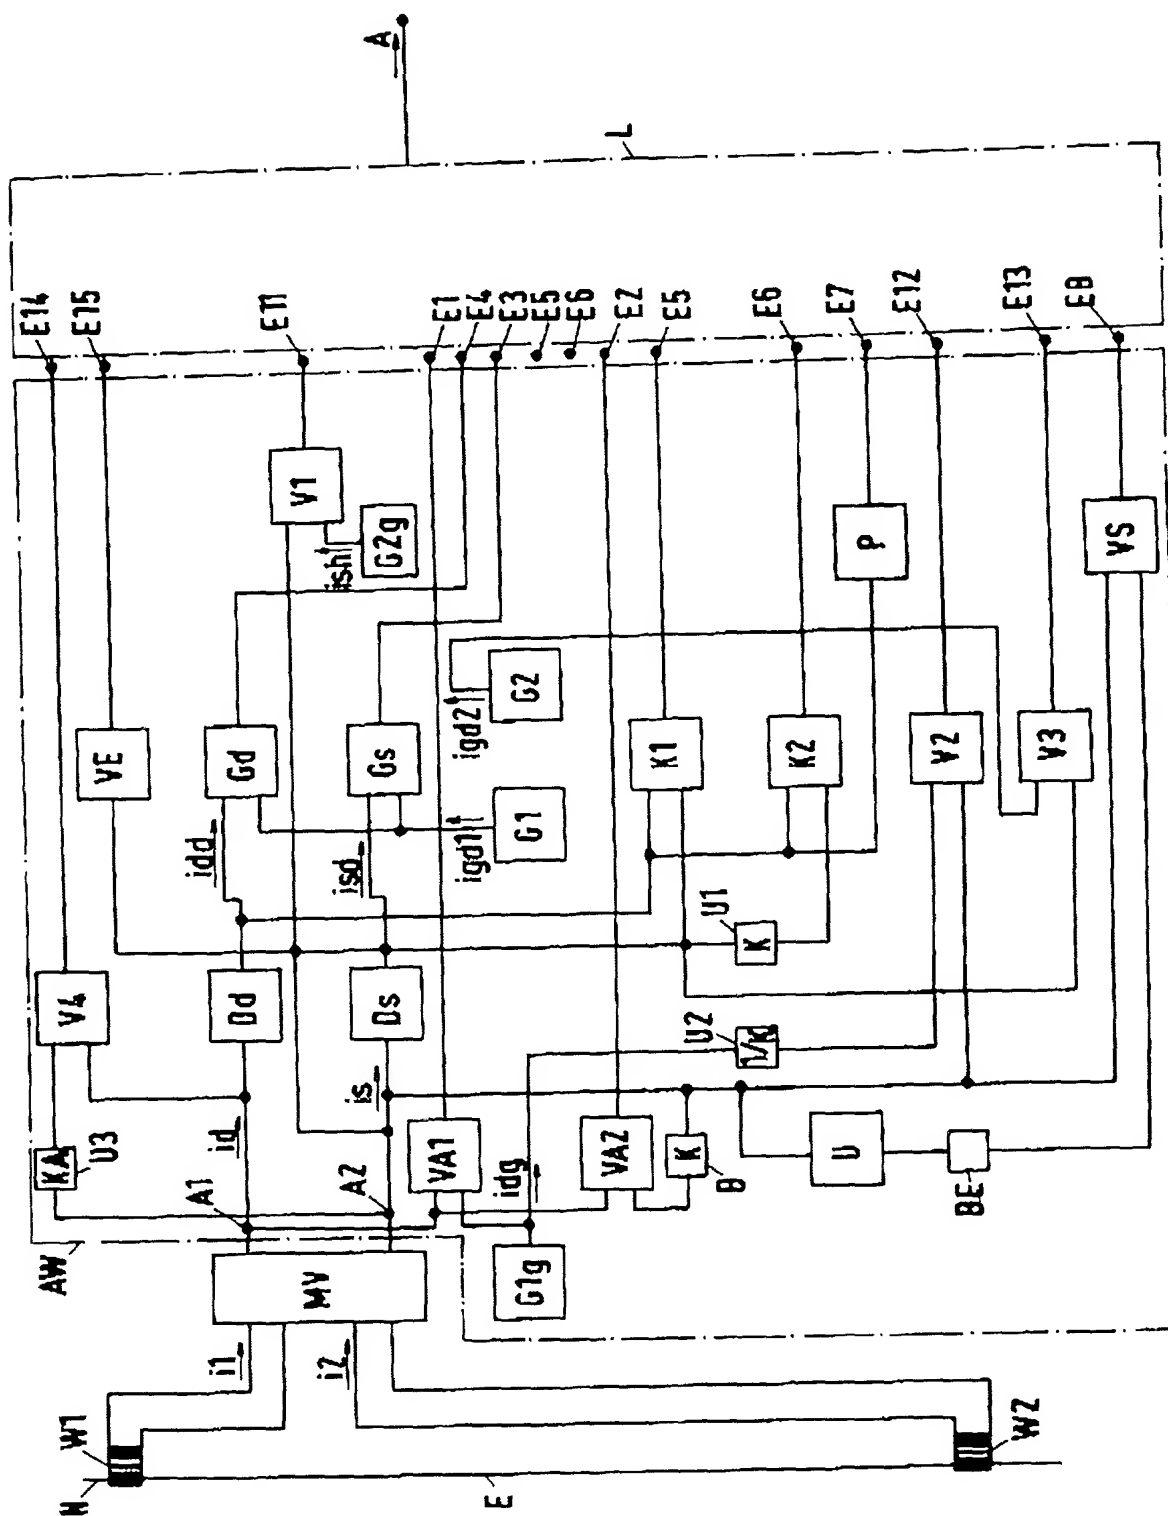 A
L
E14
E15
E11
E1
E4
E3
E5
E6
E2
E5
E6
E7
E12
E13
E8
V1
ish
G2g
P
VS
VE
Gd
Gs
igd2
G2
K1
K2
V2
V3
idd
isd
igd1
G1
U1
K
V4
Dd
Ds
U2
1/K
id
is
KA
U3
A1
A2
VA1
idg
VA2
K
B
U
BE
AW
MV
G1g
i1
i2
N
W1
E
W2